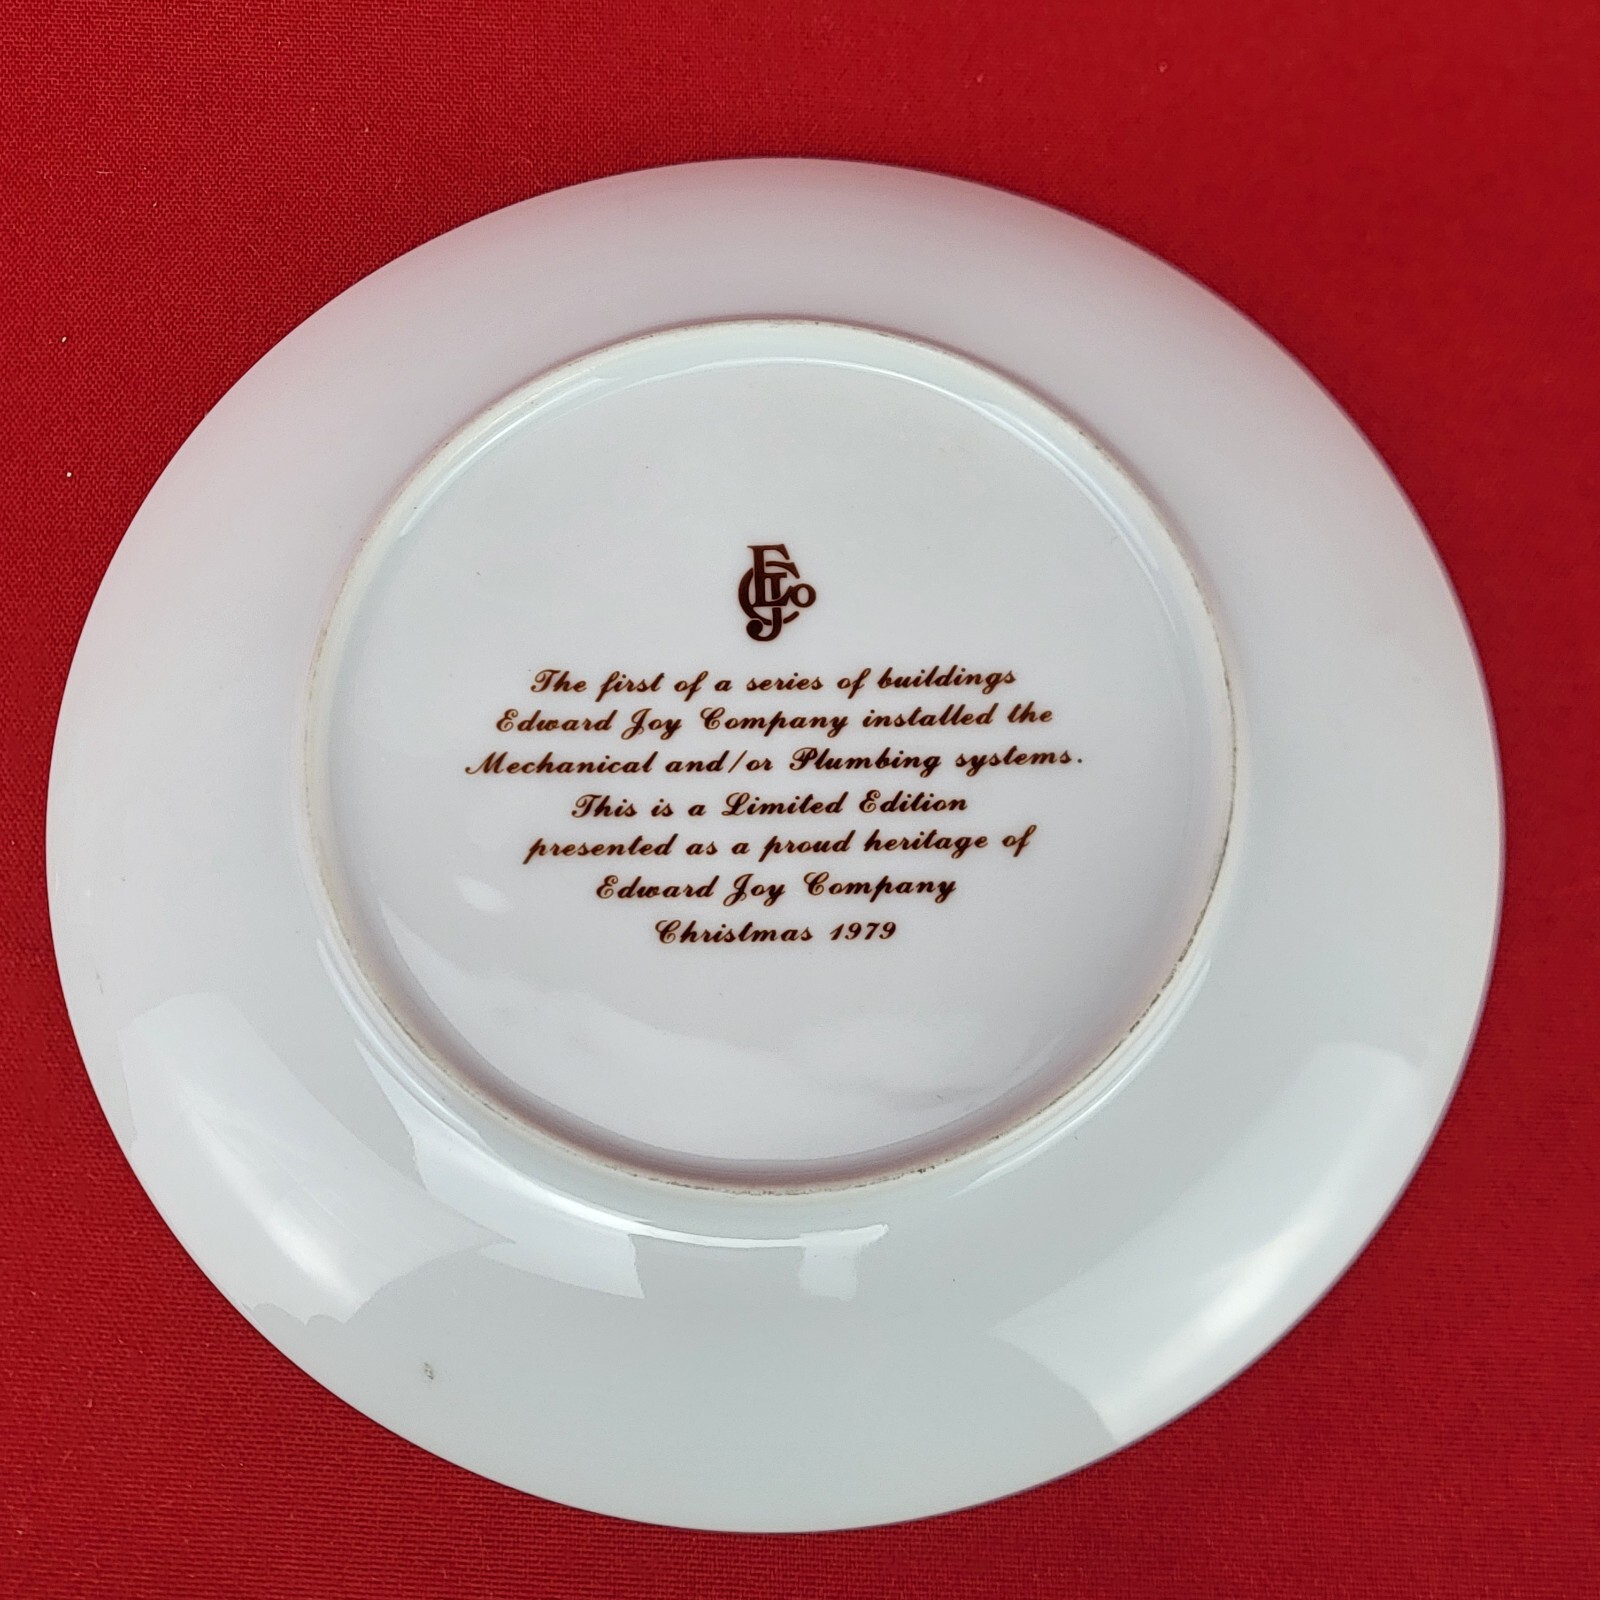 EJCo
The first of a series of buildings
Edward Joy Company installed the
Mechanical and/or Plumbing systems.
This is a Limited Edition
presented as a proud heritage of
Edward Joy Company
Christmas 1979